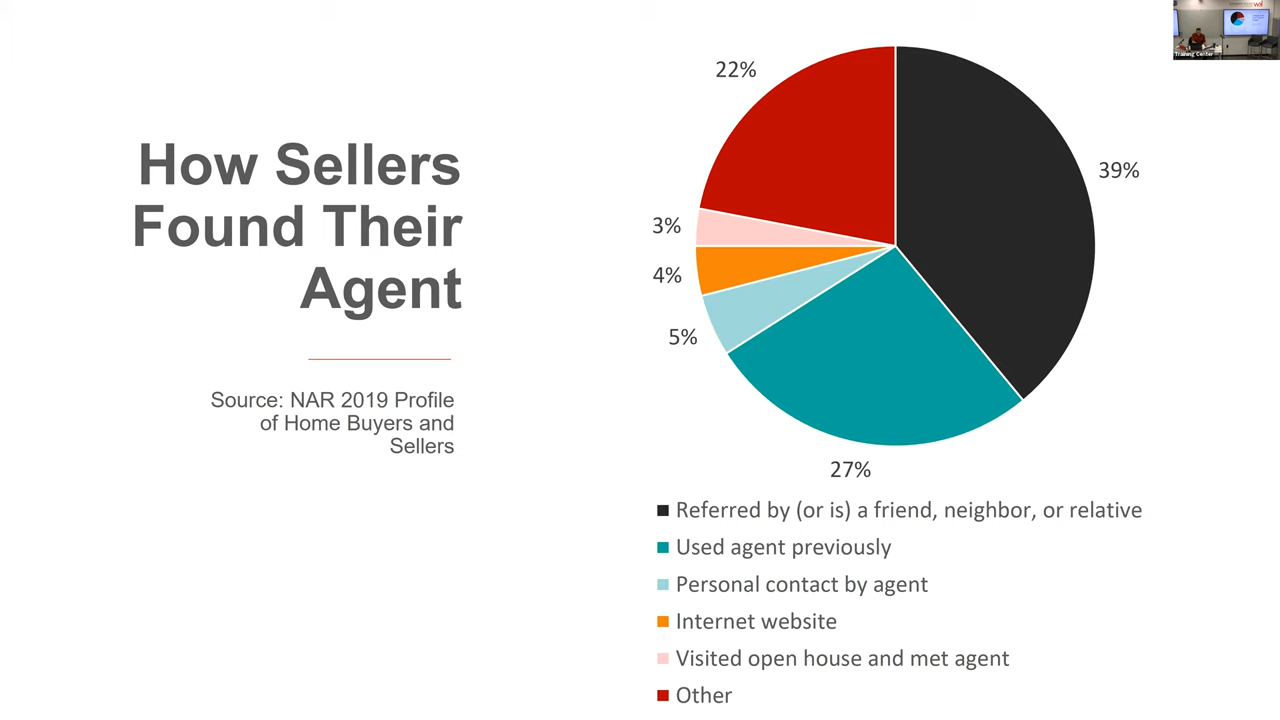 How Sellers
Found Their
Agent
Source: NAR 2019 Profile
of Home Buyers and
Sellers
22%
39%
3%
4%
5%
27%
Referred by (or is) a friend, neighbor, or relative
Used agent previously
Personal contact by agent
Internet website
Visited open house and met agent
Other
Training Center